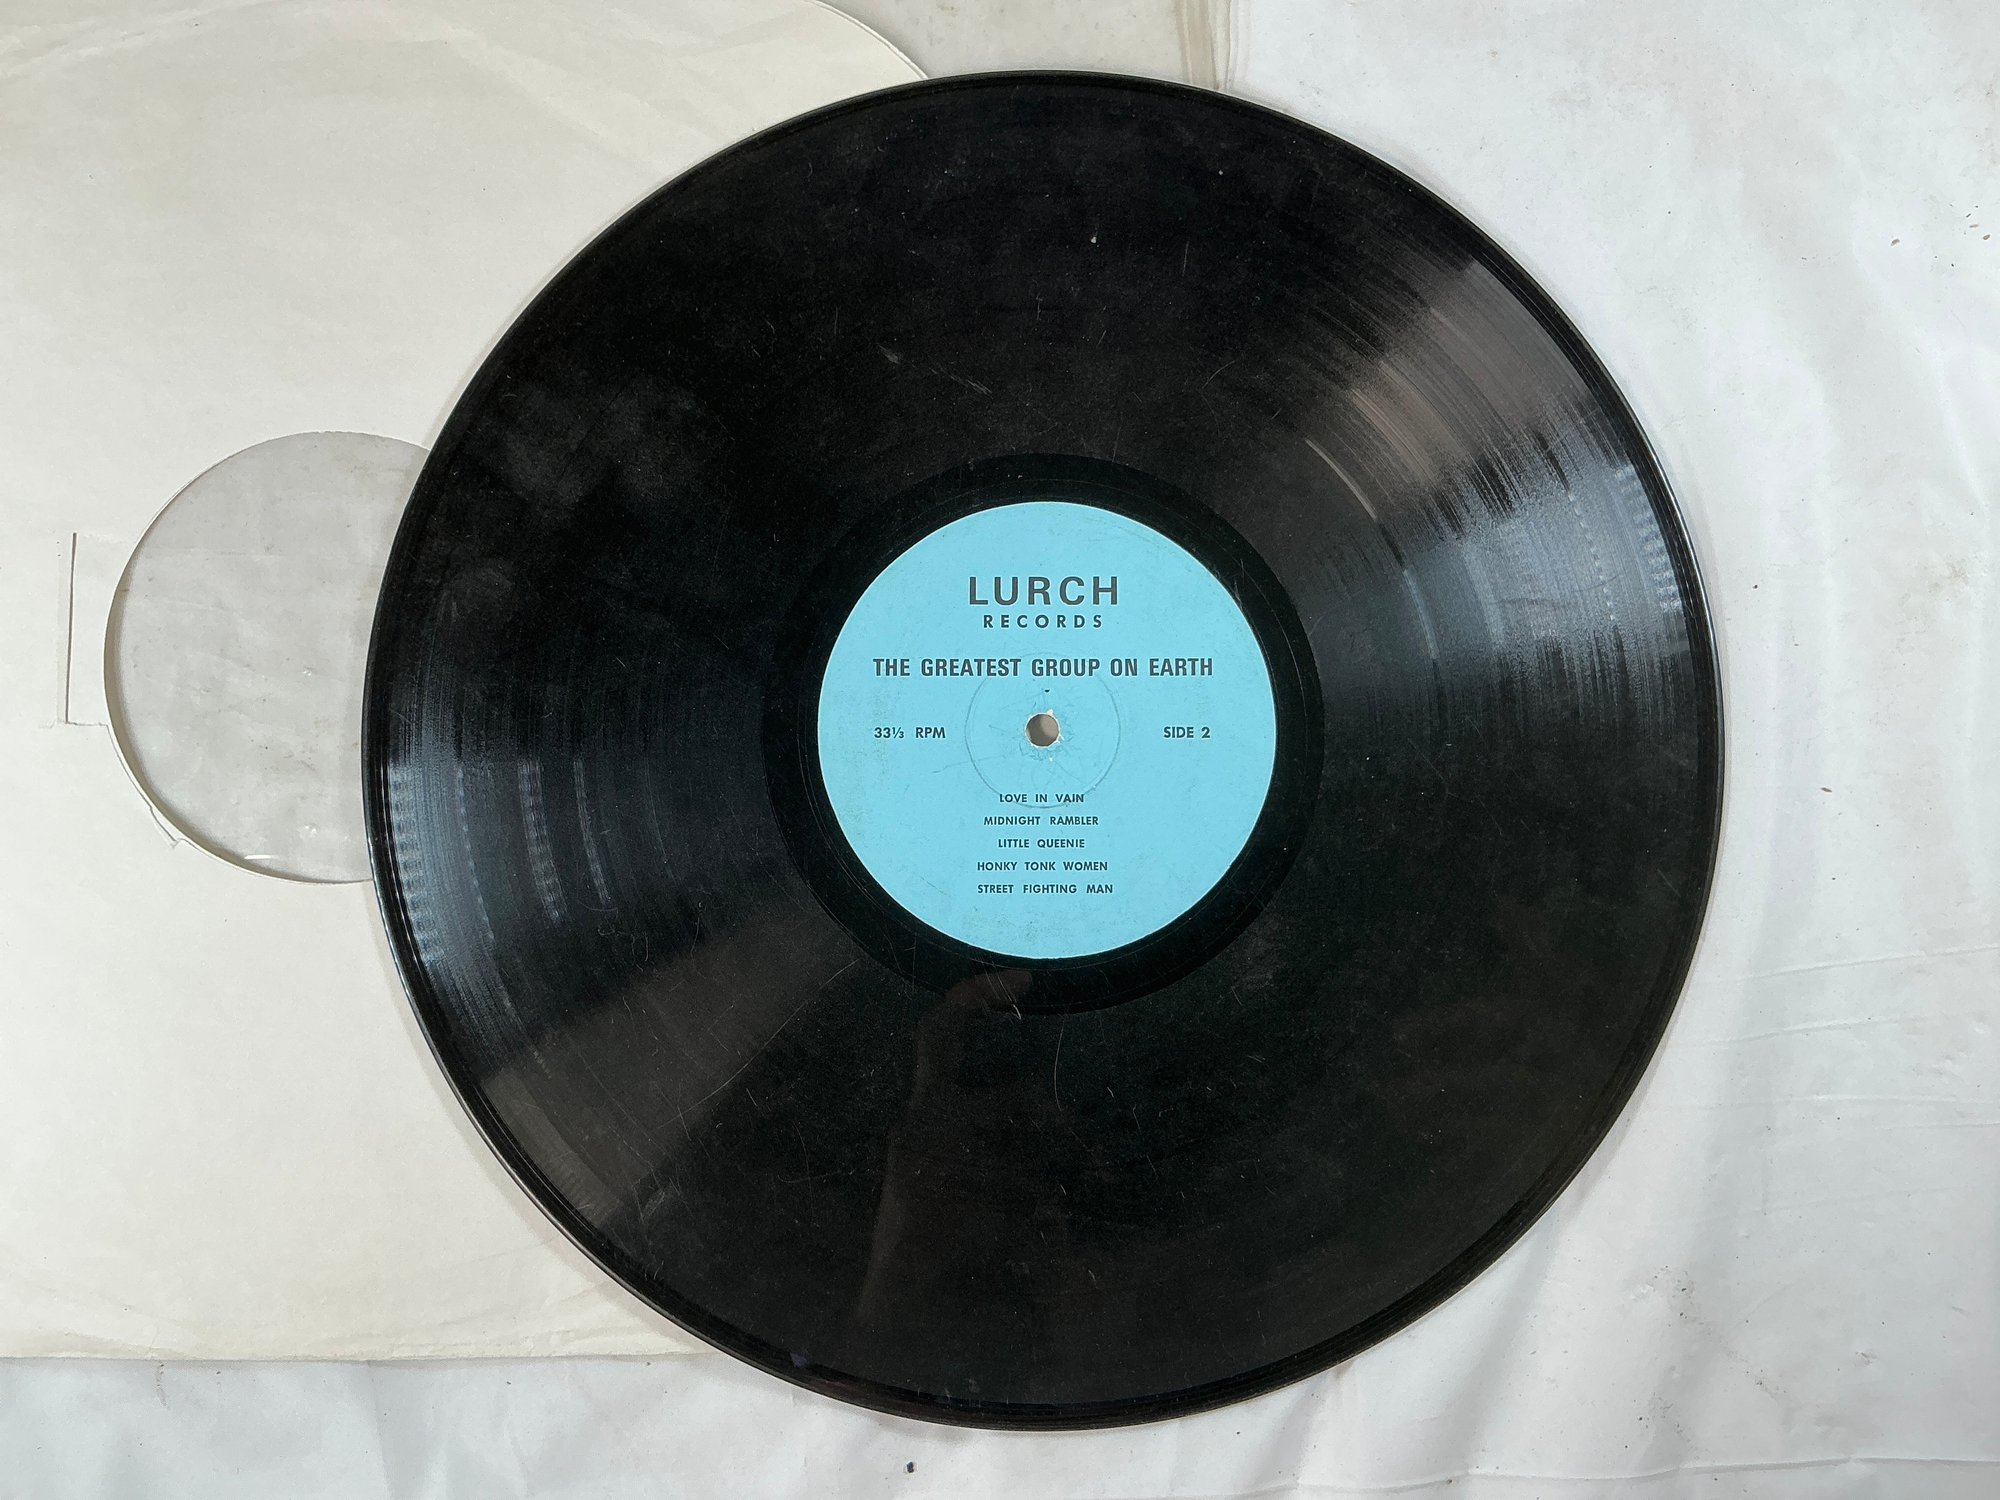 LURCH
RECORDS
THE GREATEST GROUP ON EARTH
33⅓ RPM
SIDE 2
LOVE IN VAIN
MIDNIGHT RAMBLER
LITTLE QUEENIE
HONKY TONK WOMEN
STREET FIGHTING MAN